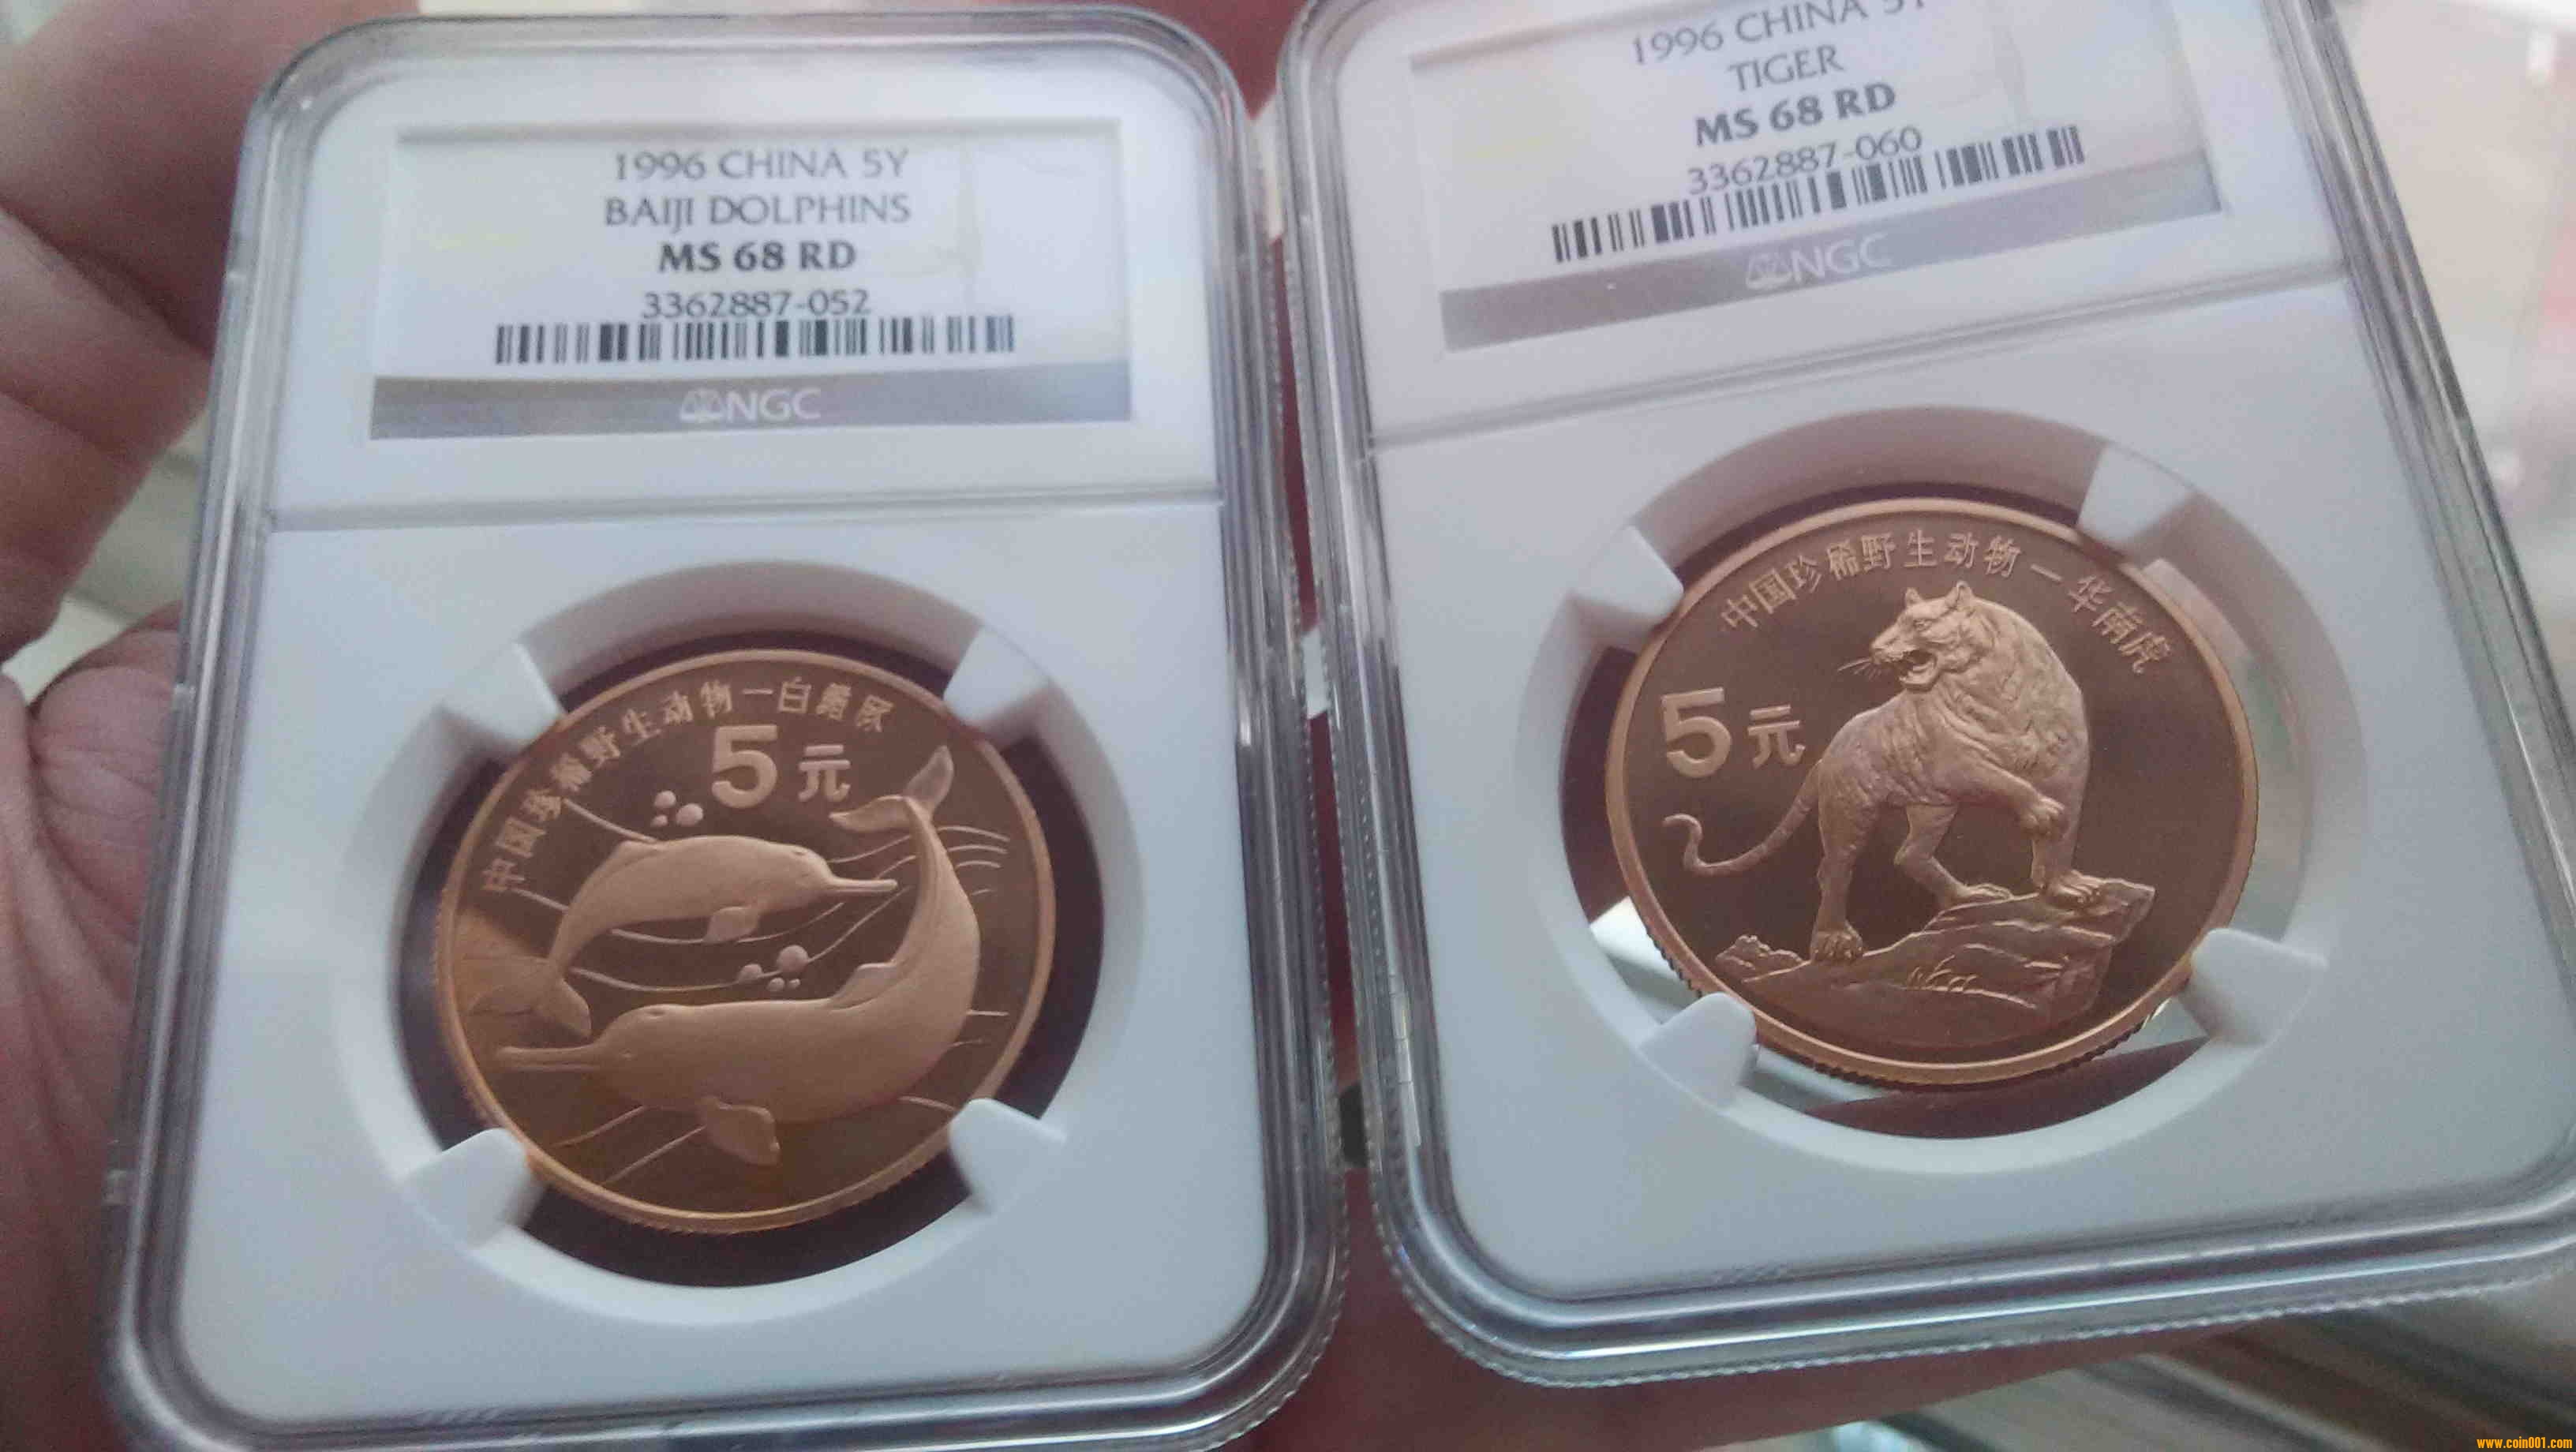 1996 CHINA 5Y
BAIJI DOLPHINS
MS 68 RD
3362887-052
NGC
中国珍稀野生动物一白鱀豚
5元
1996 CHINA 5Y
TIGER
MS 68 RD
3362887-060
NGC
中国珍稀野生动物一华南虎
5元
www.coin001.com